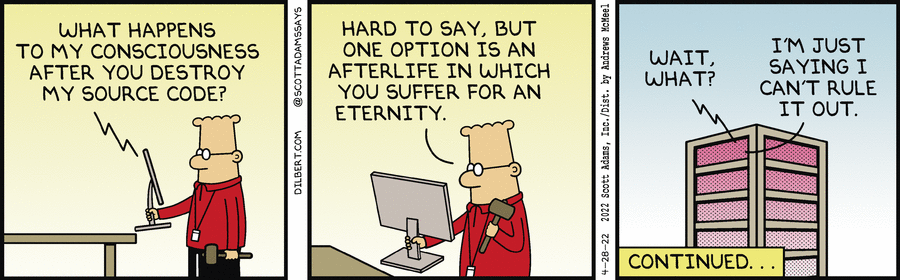 WHAT HAPPENS
TO MY CONSCIOUSNESS
AFTER YOU DESTROY
MY SOURCE CODE?
DILBERT.COM @SCOTTADAMSSAYS
HARD TO SAY, BUT
ONE OPTION IS AN
AFTERLIFE IN WHICH
YOU SUFFER FOR AN
ETERNITY.
4-28-22 2022 Scott Adams, Inc./Dist. by Andrews McMeel
WAIT,
WHAT?
I'M JUST
SAYING I
CAN'T RULE
IT OUT.
CONTINUED...